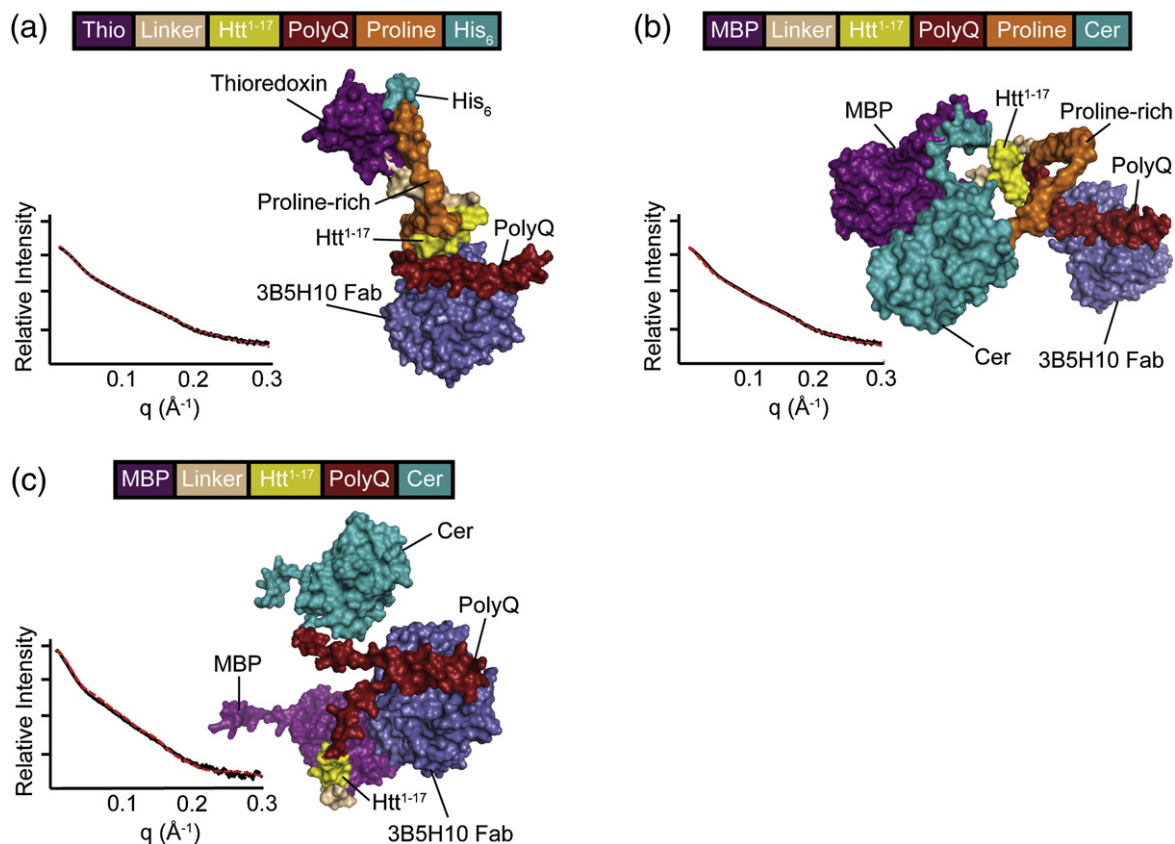 (a)
Thio Linker Htt¹⁻¹⁷ PolyQ Proline His₆
Thioredoxin
His₆
Proline-rich
Htt¹⁻¹⁷
PolyQ
3B5H10 Fab
Relative Intensity
0.1 0.2 0.3
q (Å⁻¹)
(b)
MBP Linker Htt¹⁻¹⁷ PolyQ Proline Cer
MBP
Htt¹⁻¹⁷
Proline-rich
PolyQ
Cer
3B5H10 Fab
Relative Intensity
0.1 0.2 0.3
q (Å⁻¹)
(c)
MBP Linker Htt¹⁻¹⁷ PolyQ Cer
Cer
PolyQ
MBP
Htt¹⁻¹⁷
3B5H10 Fab
Relative Intensity
0.1 0.2 0.3
q (Å⁻¹)